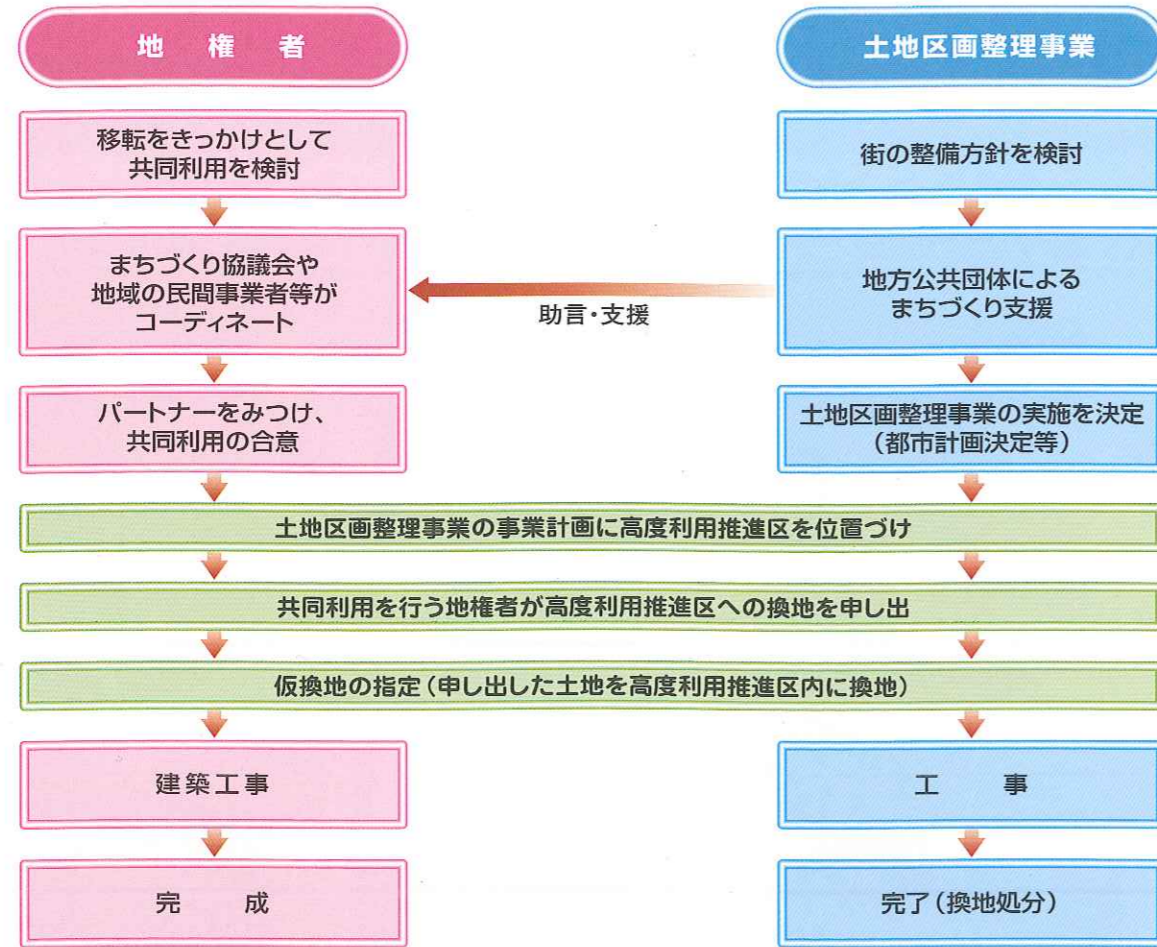 地権者
土地区画整理事業
移転をきっかけとして
共同利用を検討
街の整備方針を検討
まちづくり協議会や
地域の民間事業者等が
コーディネート
助言・支援
地方公共団体による
まちづくり支援
パートナーをみつけ、
共同利用の合意
土地区画整理事業の実施を決定
(都市計画決定等)
土地区画整理事業の事業計画に高度利用推進区を位置づけ
共同利用を行う地権者が高度利用推進区への換地を申し出
仮換地の指定(申し出した土地を高度利用推進区内に換地)
建築工事
工事
完成
完了(換地処分)